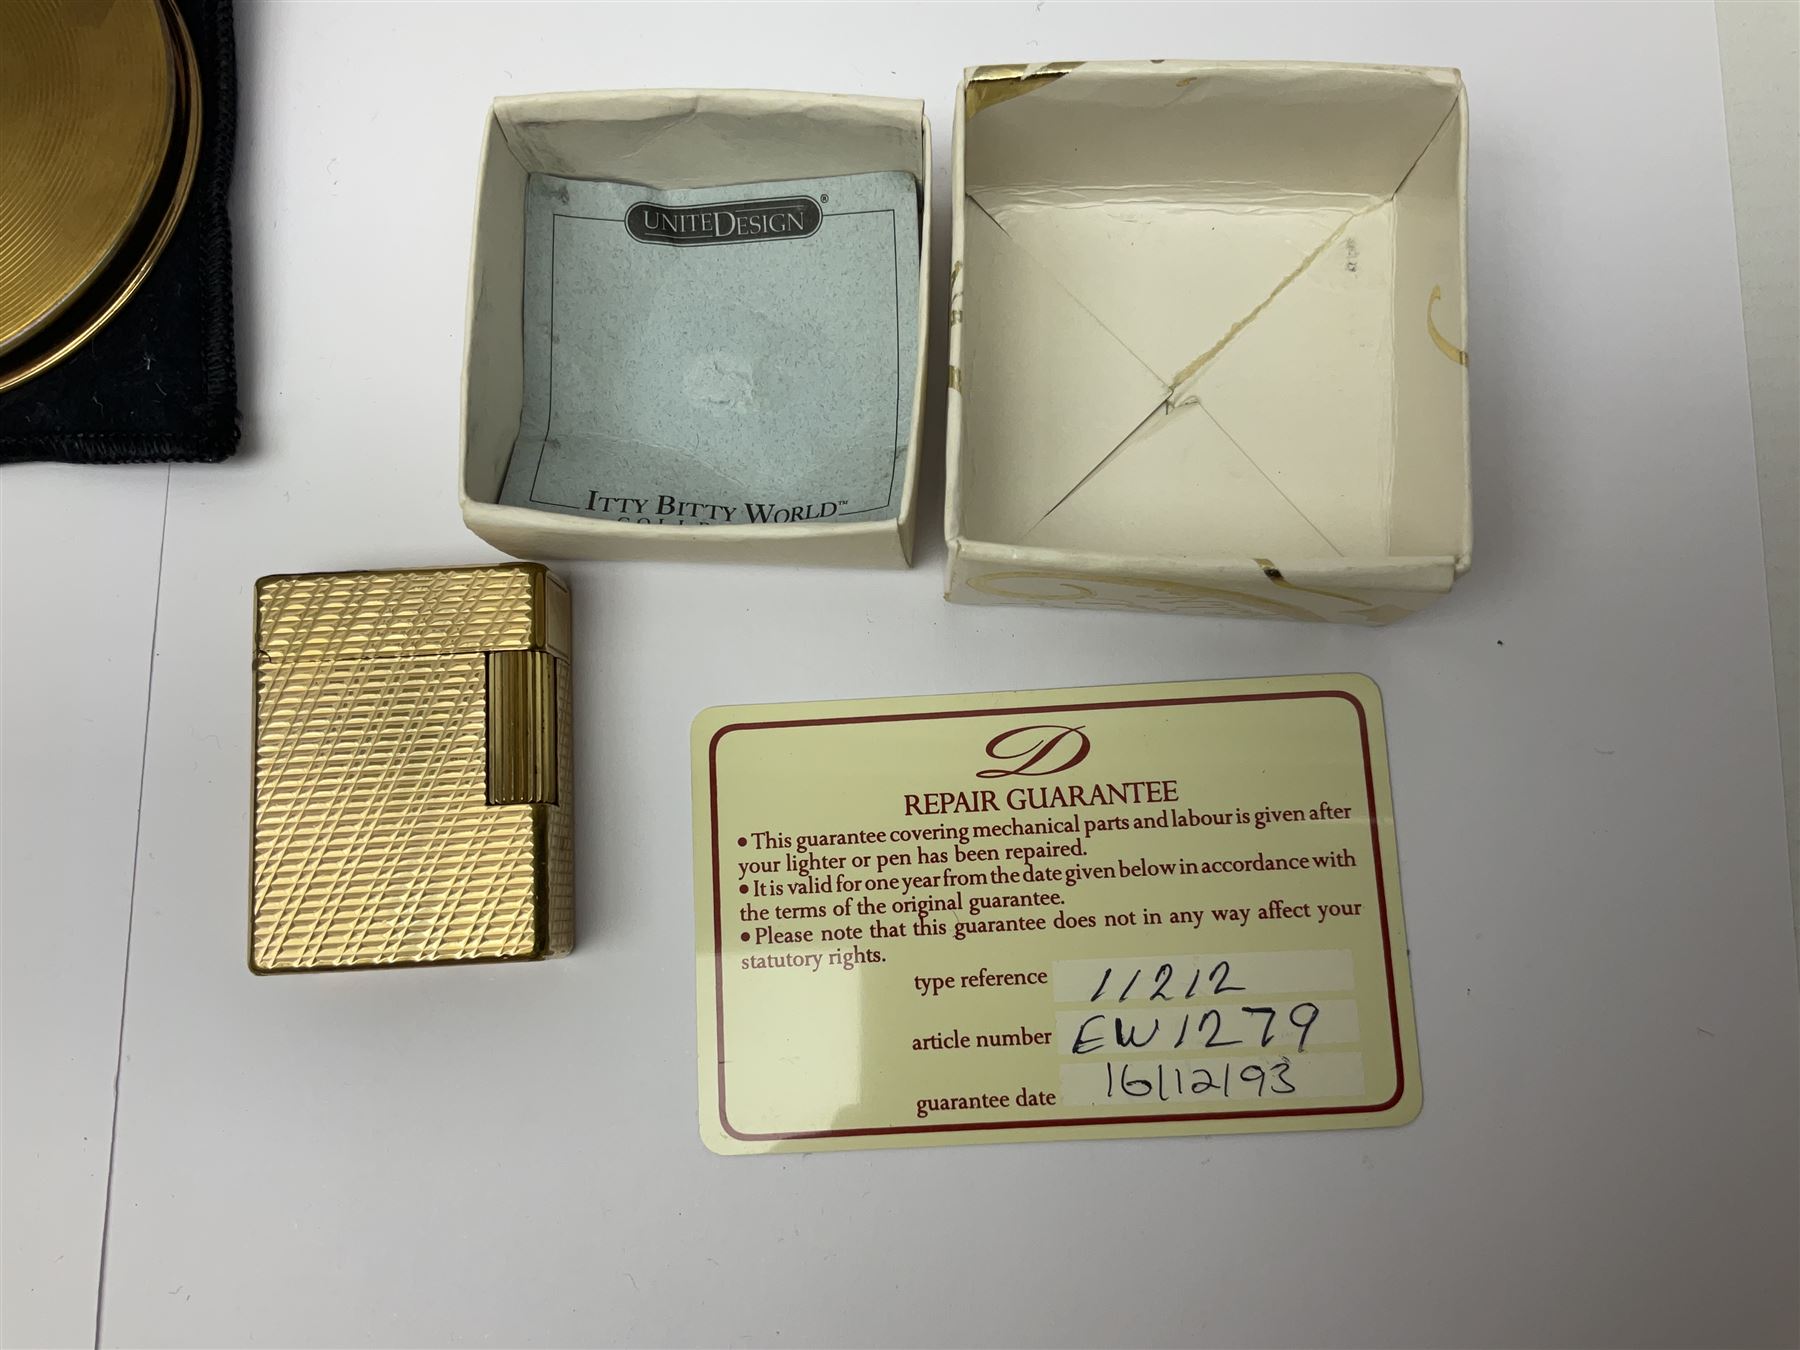 UNITEDESIGN®
ITTY BITTY WORLD™
D
REPAIR GUARANTEE
• This guarantee covering mechanical parts and labour is given after
your lighter or pen has been repaired.
• It is valid for one year from the date given below in accordance with
the terms of the original guarantee.
• Please note that this guarantee does not in any way affect your
statutory rights.
type reference 11212
article number EW1279
guarantee date 16/12/93